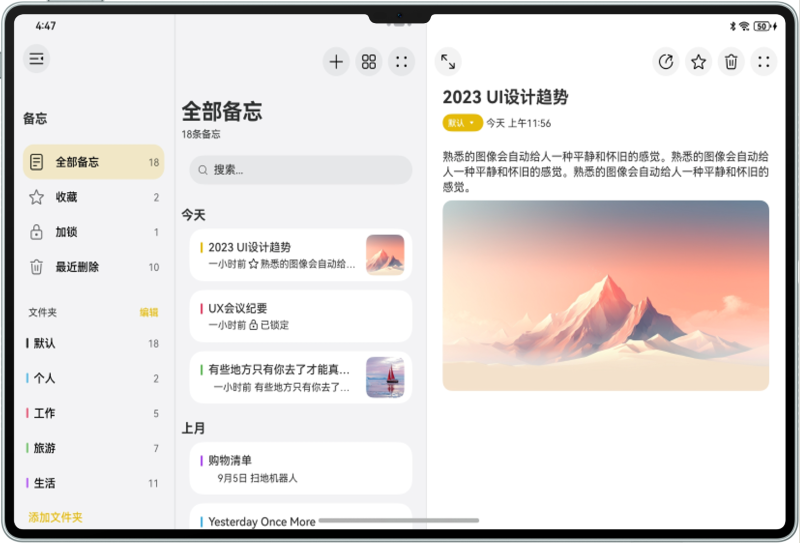 4:47
50
备忘
全部备忘 18
收藏 2
加锁 1
最近删除 10
文件夹 编辑
默认 18
个人 2
工作 5
旅游 7
生活 11
添加文件夹
全部备忘
18条备忘
搜索...
今天
2023 UI设计趋势
一小时前 熟悉的图像会自动给...
UX会议纪要
一小时前 已锁定
有些地方只有你去了才能真...
一小时前 有些地方只有你去了...
上月
购物清单
9月5日 扫地机器人
Yesterday Once More
2023 UI设计趋势
默认 今天 上午11:56
熟悉的图像会自动给人一种平静和怀旧的感觉。熟悉的图像会自动给
人一种平静和怀旧的感觉。熟悉的图像会自动给人一种平静和怀旧的
感觉。